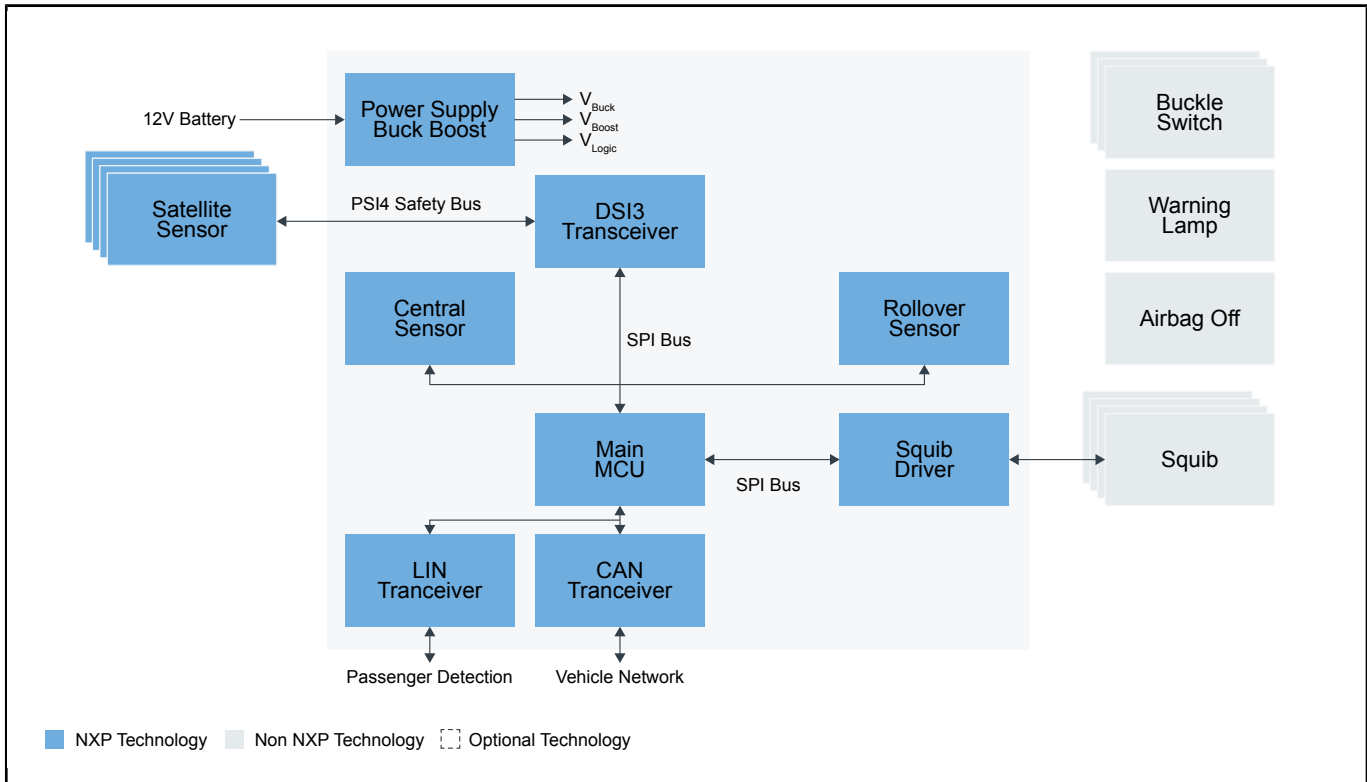 12V Battery
Power Supply
Buck Boost
VBuck
VBoost
VLogic
Buckle
Switch
Satellite
Sensor
PSI4 Safety Bus
DSI3
Transceiver
Warning
Lamp
Central
Sensor
SPI Bus
Rollover
Sensor
Airbag Off
Main
MCU
SPI Bus
Squib
Driver
Squib
LIN
Tranceiver
CAN
Tranceiver
Passenger Detection
Vehicle Network
NXP Technology
Non NXP Technology
Optional Technology